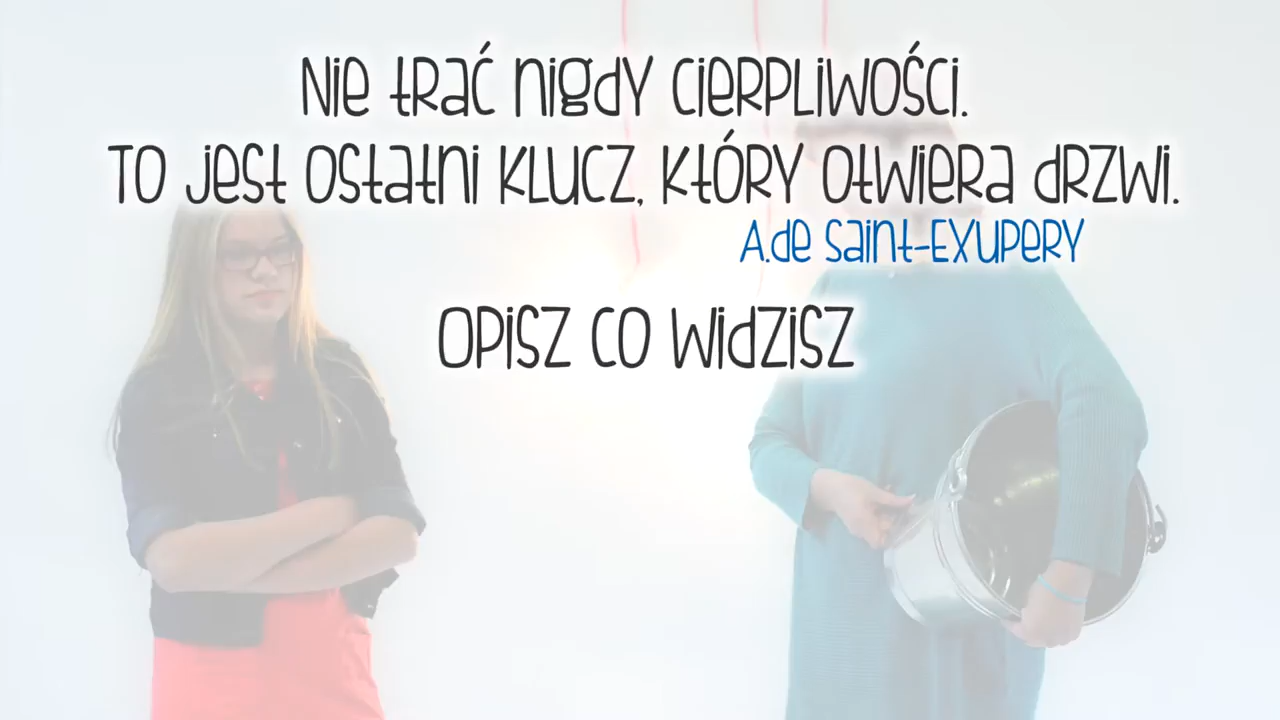 Nie trać nigdy cierpliwości.
To jest ostatni klucz, który otwiera drzwi.
A.de Saint-Exupery
Opisz co widzisz